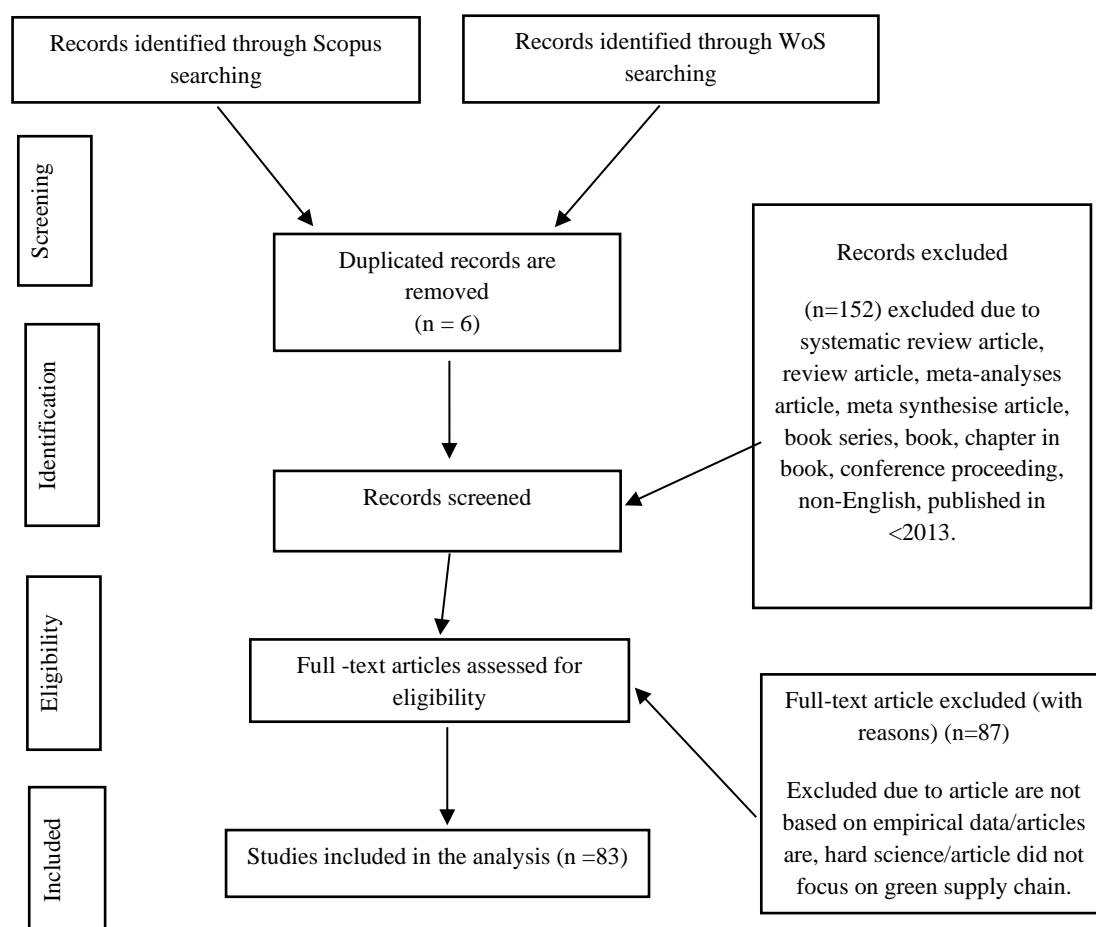 Records identified through Scopus
searching
Records identified through WoS
searching
Screening
Duplicated records are
removed
(n = 6)
Records excluded
(n=152) excluded due to
systematic review article,
review article, meta-analyses
article, meta synthesise article,
book series, book, chapter in
book, conference proceeding,
non-English, published in
<2013.
Identification
Records screened
Eligibility
Full -text articles assessed for
eligibility
Full-text article excluded (with
reasons) (n=87)
Excluded due to article are not
based on empirical data/articles
are, hard science/article did not
focus on green supply chain.
Included
Studies included in the analysis (n =83)